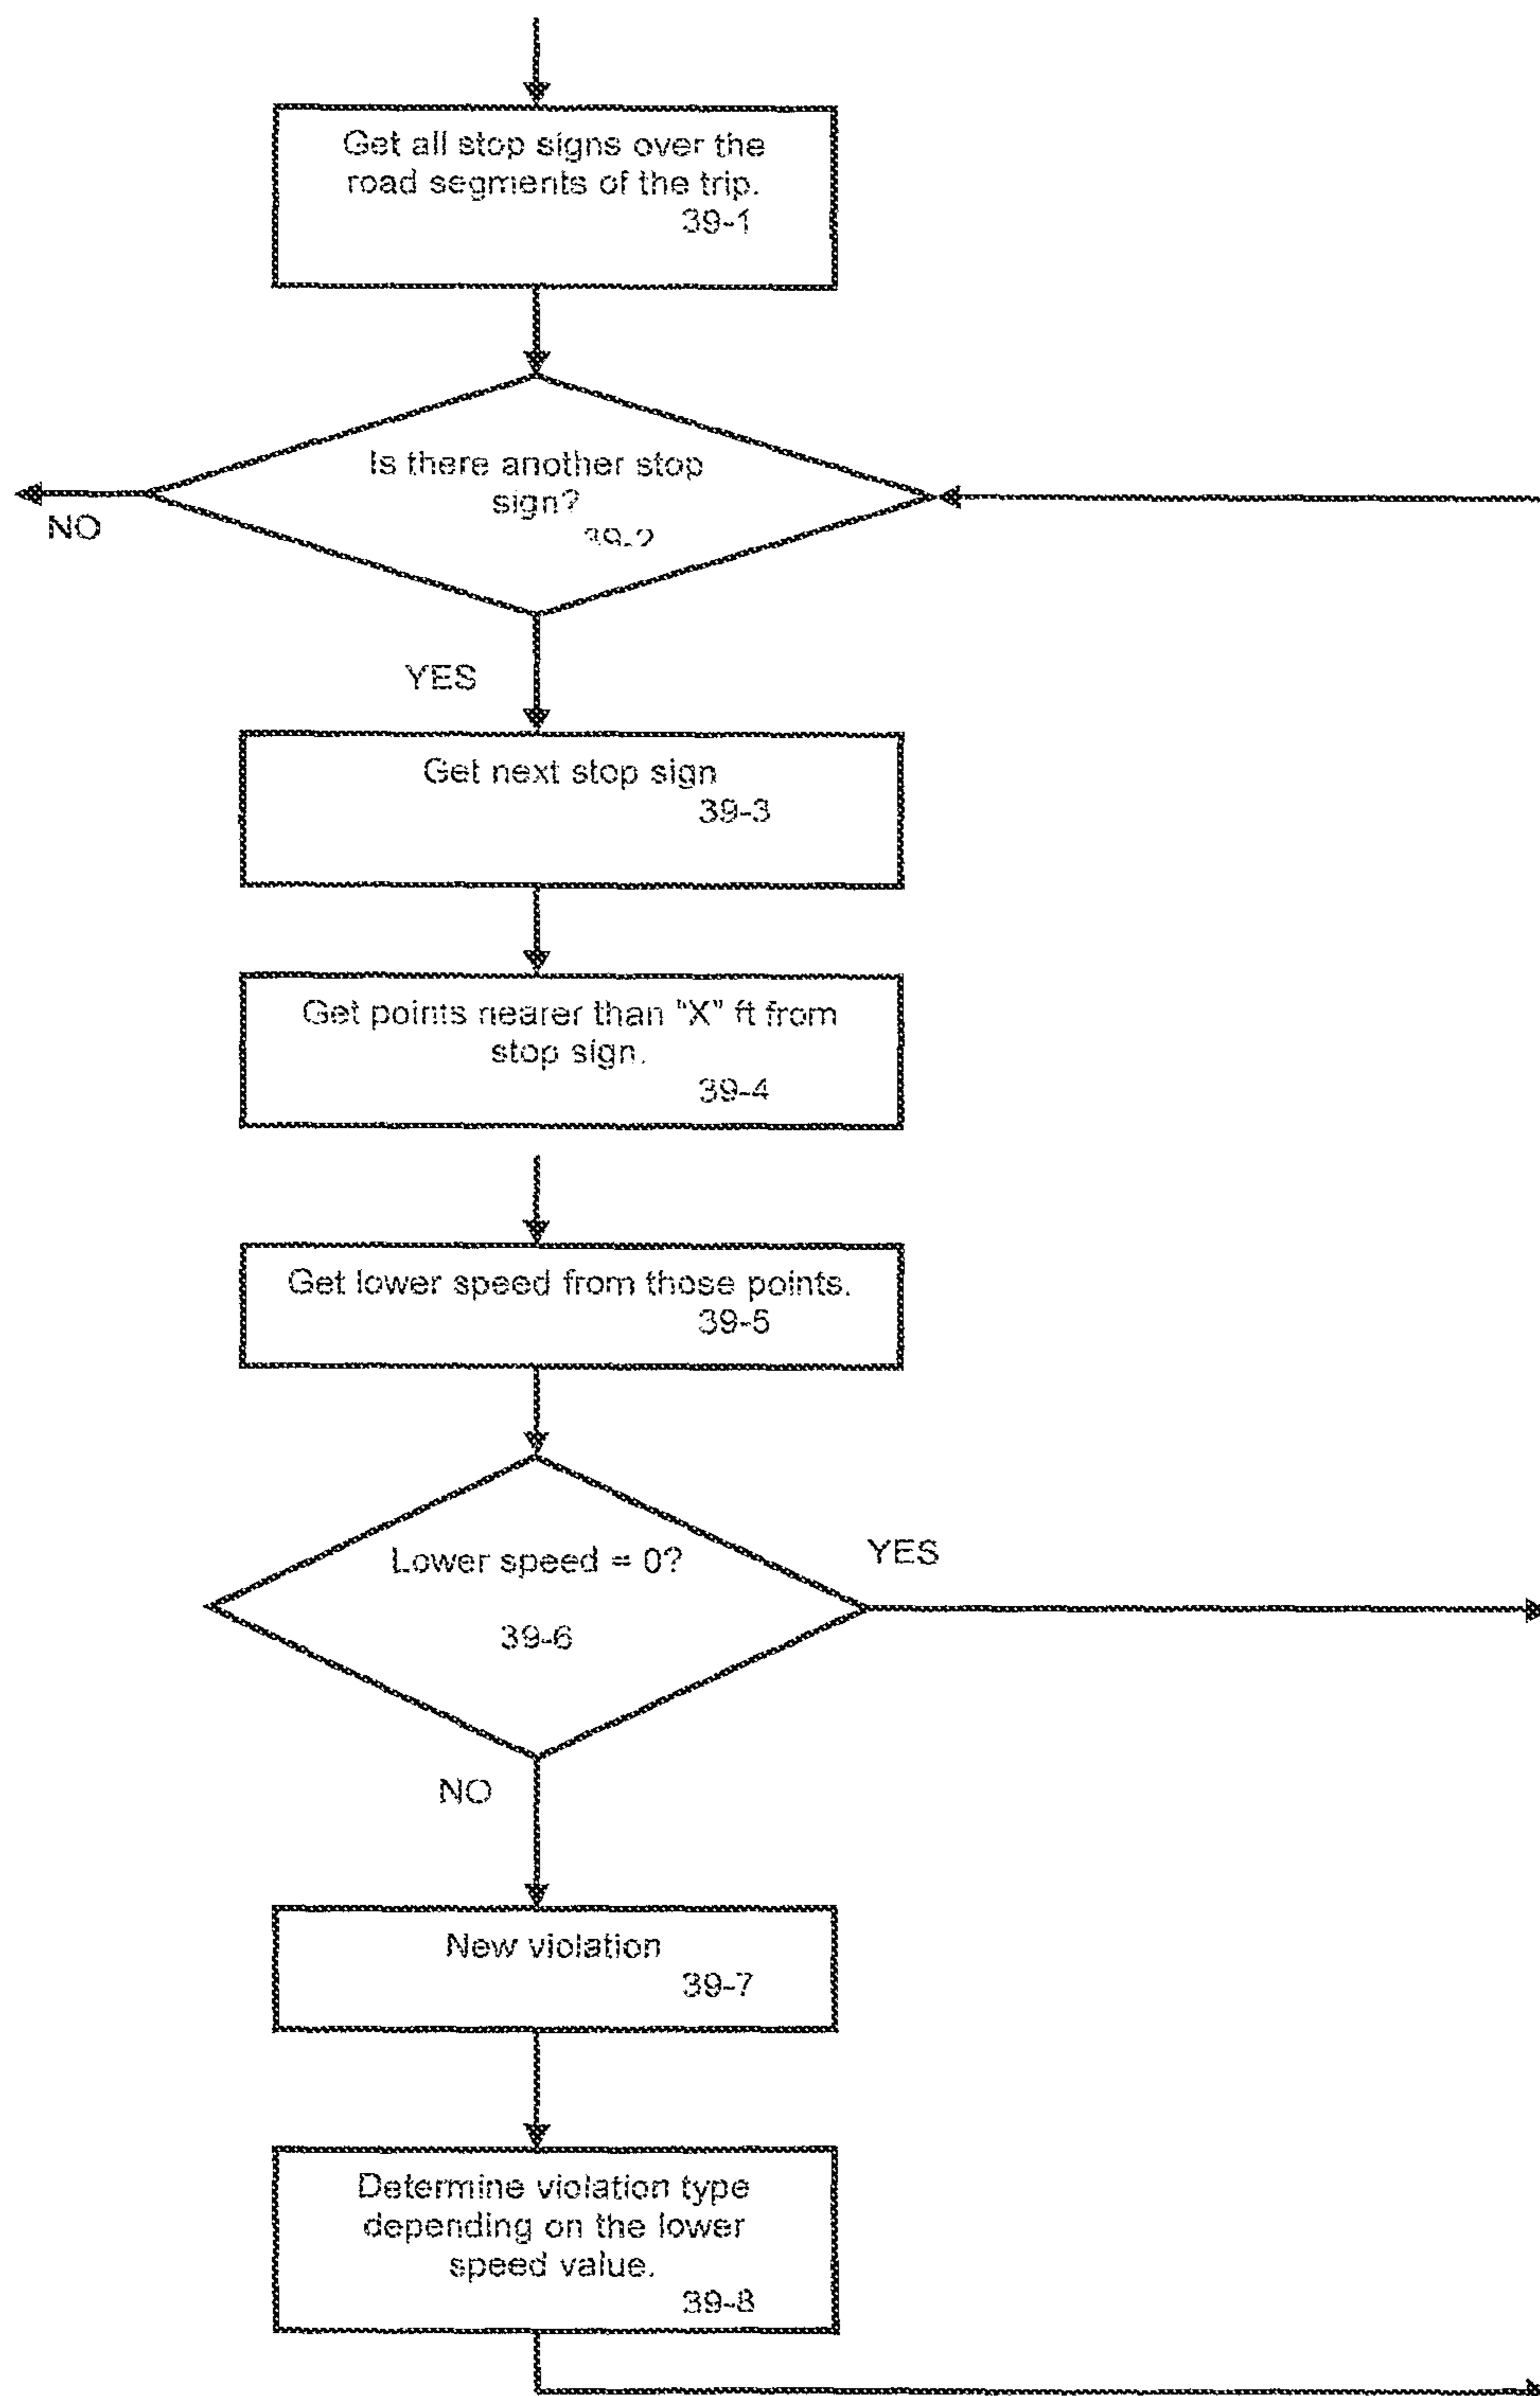 Get all stop signs over the
road segments of the trip.
39-1
Is there another stop
sign?
39-2
NO
YES
Get next stop sign
39-3
Get points nearer than "X" ft from
stop sign.
39-4
Get lower speed from those points.
39-5
Lower speed = 0?
YES
39-6
NO
New violation
39-7
Determine violation type
depending on the lower
speed value.
39-8